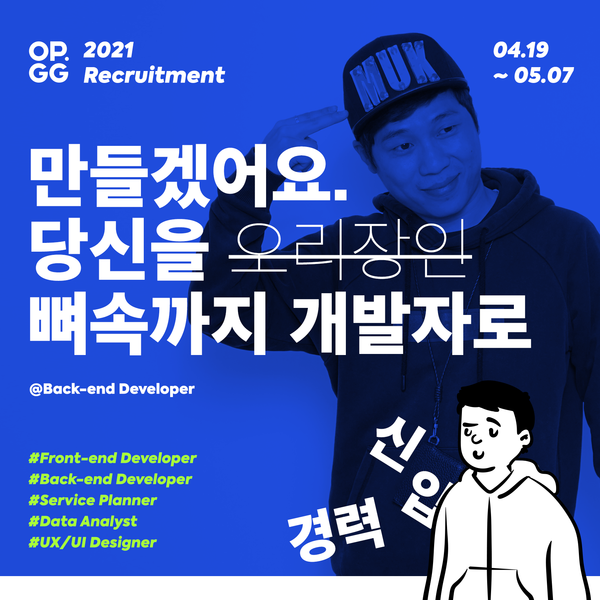 OP.
GG
2021
Recruitment
04.19
~ 05.07
MUK
만들겠어요.
당신을 오리장인
뼈속까지 개발자로
@Back-end Developer
#Front-end Developer
#Back-end Developer
#Service Planner
#Data Analyst
#UX/UI Designer
신입
경력